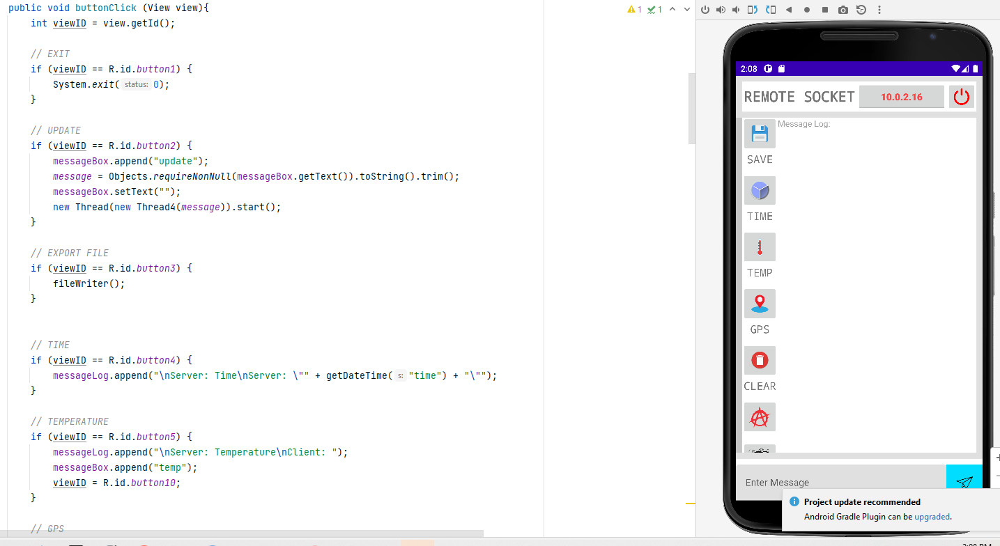 public void buttonClick (View view){
int viewID = view.getId();
// EXIT
if (viewID == R.id.button1) {
System.exit( status: 0);
}
// UPDATE
if (viewID == R.id.button2) {
messageBox.append("update");
message = Objects.requireNonNull(messageBox.getText()).toString().trim();
messageBox.setText("");
new Thread(new Thread4(message)).start();
}
// EXPORT FILE
if (viewID == R.id.button3) {
fileWriter();
}
// TIME
if (viewID == R.id.button4) {
messageLog.append("\nServer: Time\nServer: \"" + getDateTime( s: "time") + "\"");
}
// TEMPERATURE
if (viewID == R.id.button5) {
messageLog.append("\nServer: Temperature\nClient: ");
messageBox.append("temp");
viewID = R.id.button10;
}
// GPS
1 1
2:08
REMOTE SOCKET 10.0.2.16
Message Log:
SAVE
TIME
TEMP
GPS
CLEAR
Enter Message
Project update recommended
Android Gradle Plugin can be upgraded.